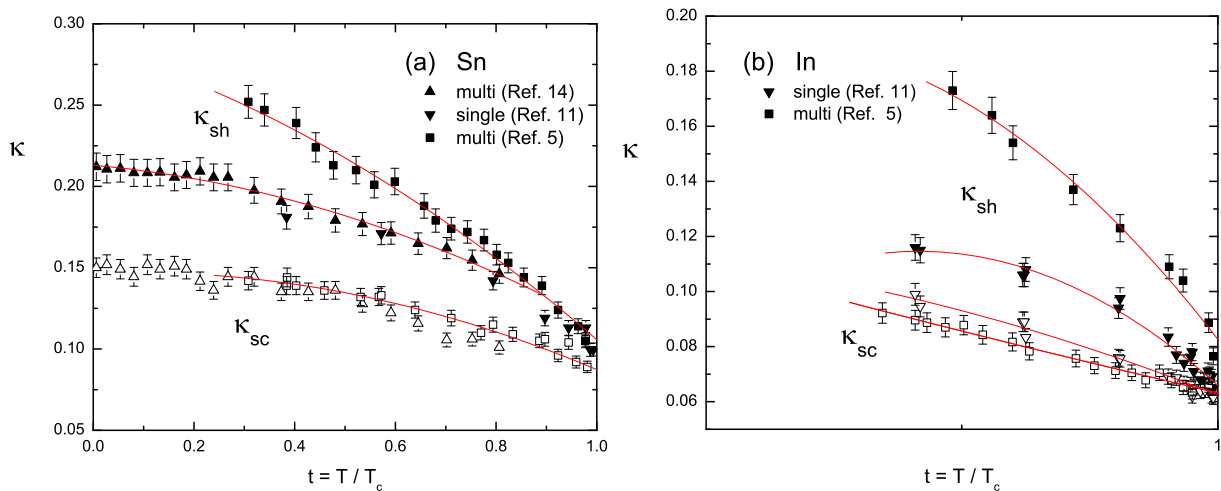 0.30
0.25
0.20
0.15
0.10
0.05
κ
(a) Sn
multi (Ref. 14)
single (Ref. 11)
multi (Ref. 5)
κsh
κsc
0.0 0.2 0.4 0.6 0.8 1.0
t = T / Tc
0.20
0.18
0.16
0.14
0.12
0.10
0.08
0.06
κ
(b) In
single (Ref. 11)
multi (Ref. 5)
κsh
κsc
1
t = T / Tc